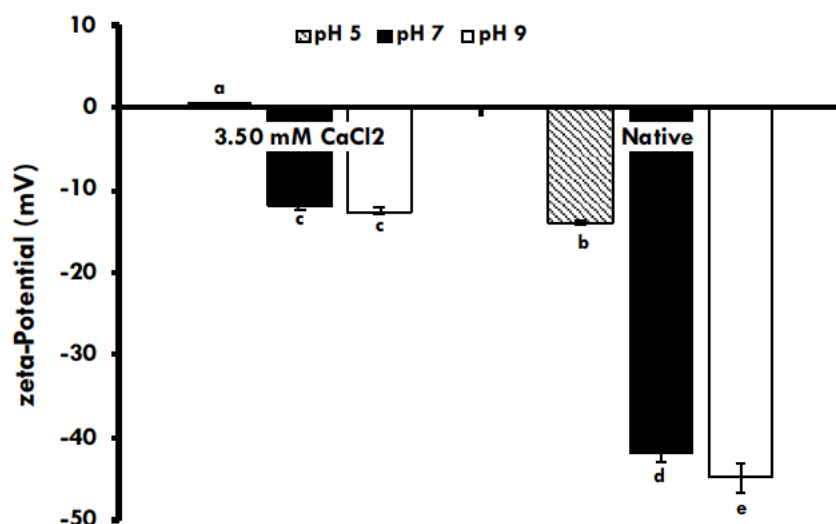 10
pH 5 pH 7 pH 9
a
0
3.50 mM CaCl2 Native
-10
c c b
-20
-30
-40
d e
-50
zeta-Potential (mV)